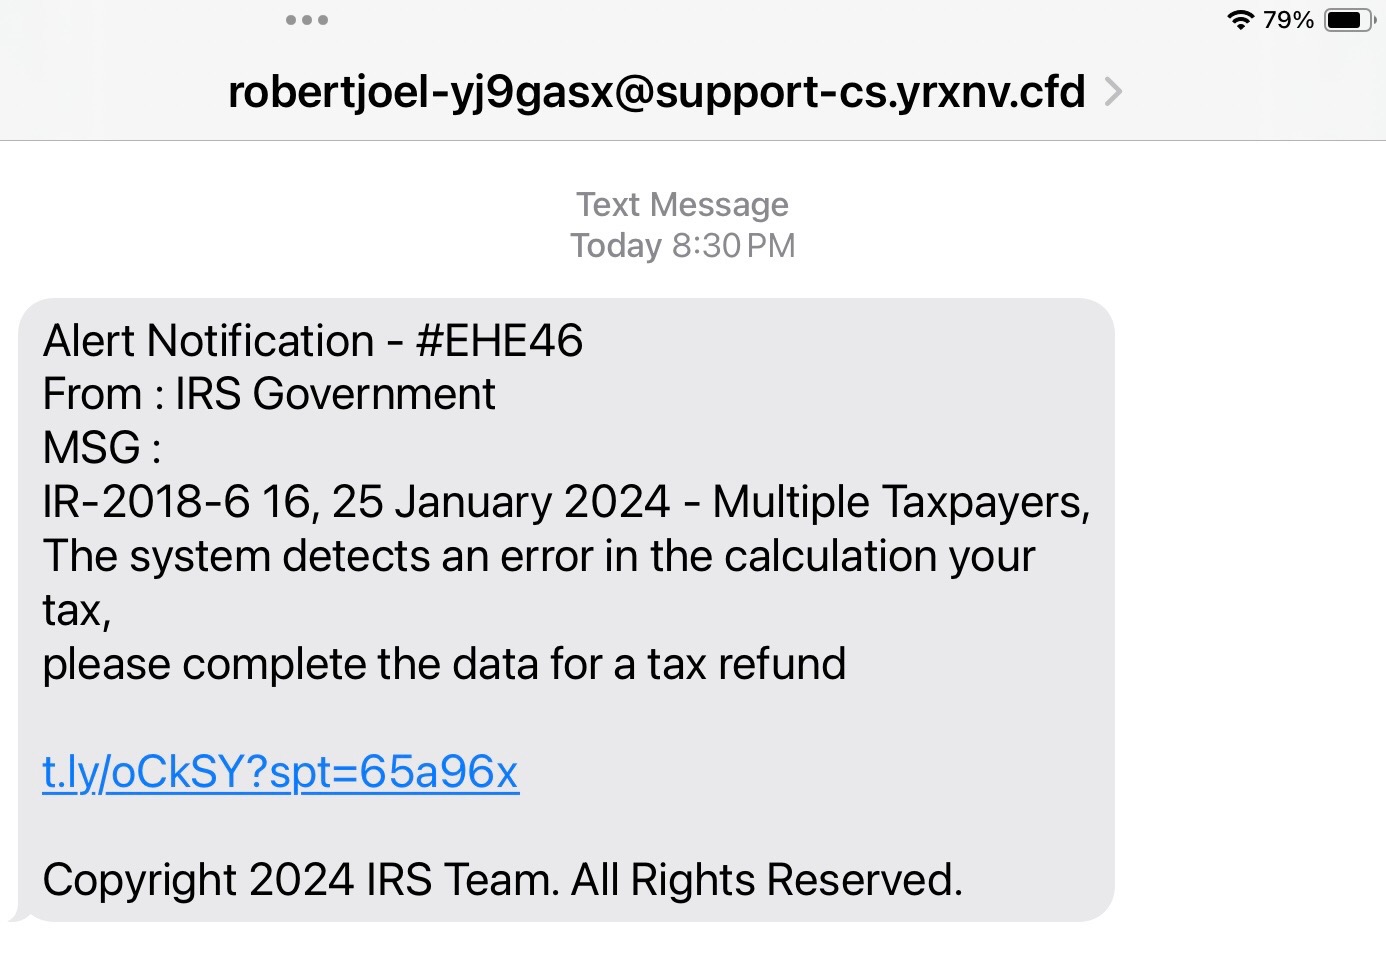 79%
robertjoel-yj9gasx@support-cs.yrxnv.cfd
Text Message
Today 8:30 PM
Alert Notification - #EHE46
From : IRS Government
MSG :
IR-2018-6 16, 25 January 2024 - Multiple Taxpayers,
The system detects an error in the calculation your
tax,
please complete the data for a tax refund
t.ly/oCkSY?spt=65a96x
Copyright 2024 IRS Team. All Rights Reserved.